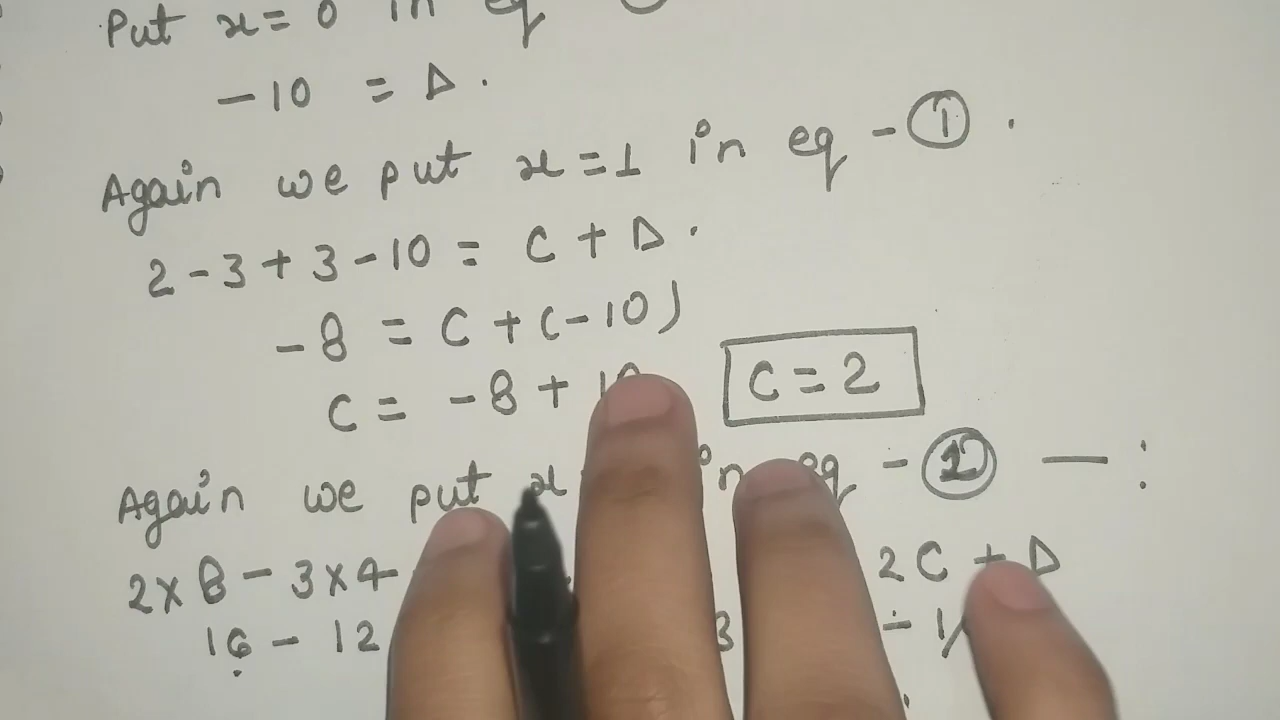 Put x = 0 in eq
-10 = D.
Again we put x = 1 in eq - ① .
2 - 3 + 3 - 10 = C + D.
-8 = C + (-10)
C = -8 + 10
C = 2
Again we put x in eq - — :
2 x 8 - 3 x 4 - 2C + D
16 - 12 3